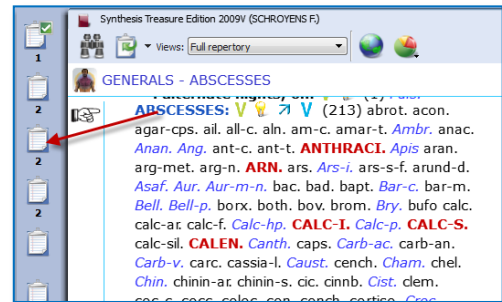 Synthesis Treasure Edition 2009V (SCHROYENS F.)
Views: Full repertory
1
GENERALS - ABSCESSES
2
ABSCESSES: (213) abrot. acon.
agar-cps. ail. all-c. aln. am-c. amar-t. Ambr. anac.
2
Anan. Ang. ant-c. ant-t. ANTHRACI. Apis aran.
arg-met. arg-n. ARN. ars. Ars-i. ars-s-f. arund-d.
Asaf. Aur. Aur-m-n. bac. bad. bapt. Bar-c. bar-m.
2
Bell. Bell-p. borx. both. bov. brom. Bry. bufo calc.
calc-ar. calc-f. Calc-hp. CALC-I. Calc-p. CALC-S.
calc-sil. CALEN. Canth. caps. Carb-ac. carb-an.
Carb-v. carc. cassia-l. Caust. cench. Cham. chel.
Chin. chinin-ar. chinin-s. cic. cinnb. Cist. clem.